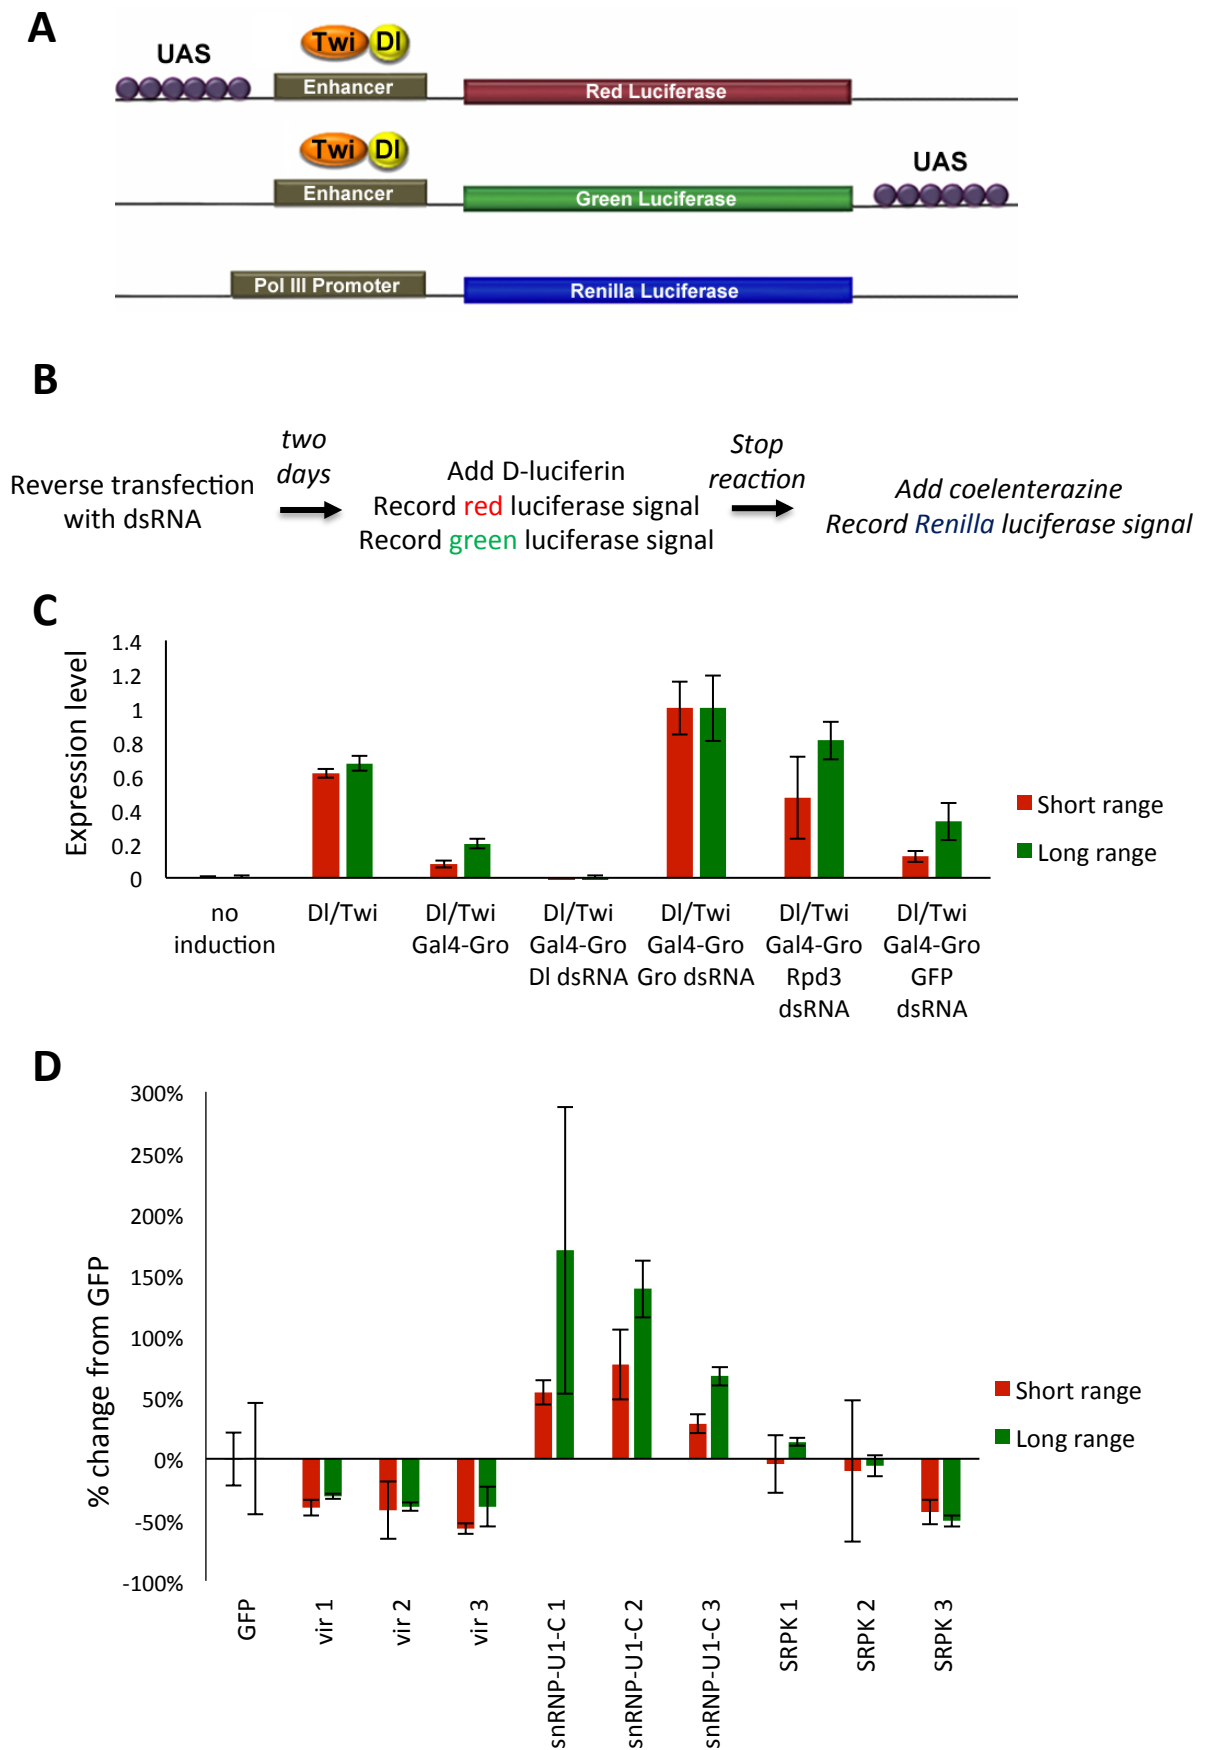 A
UAS
Twi Dl
Enhancer
Red Luciferase
Twi Dl
Enhancer
Green Luciferase
UAS
Pol III Promoter
Renilla Luciferase
B
Reverse transfection
with dsRNA
two
days
Add D-luciferin
Record red luciferase signal
Record green luciferase signal
Stop
reaction
Add coelenterazine
Record Renilla luciferase signal
C
Expression level
1.4
1.2
1
0.8
0.6
0.4
0.2
0
no
induction
Dl/Twi
Dl/Twi
Gal4-Gro
Dl/Twi
Gal4-Gro
Dl dsRNA
Dl/Twi
Gal4-Gro
Gro dsRNA
Dl/Twi
Gal4-Gro
Rpd3
dsRNA
Dl/Twi
Gal4-Gro
GFP
dsRNA
Short range
Long range
D
% change from GFP
300%
250%
200%
150%
100%
50%
0%
-50%
-100%
GFP
vir 1
vir 2
vir 3
snRNP-U1-C 1
snRNP-U1-C 2
snRNP-U1-C 3
SRPK 1
SRPK 2
SRPK 3
Short range
Long range